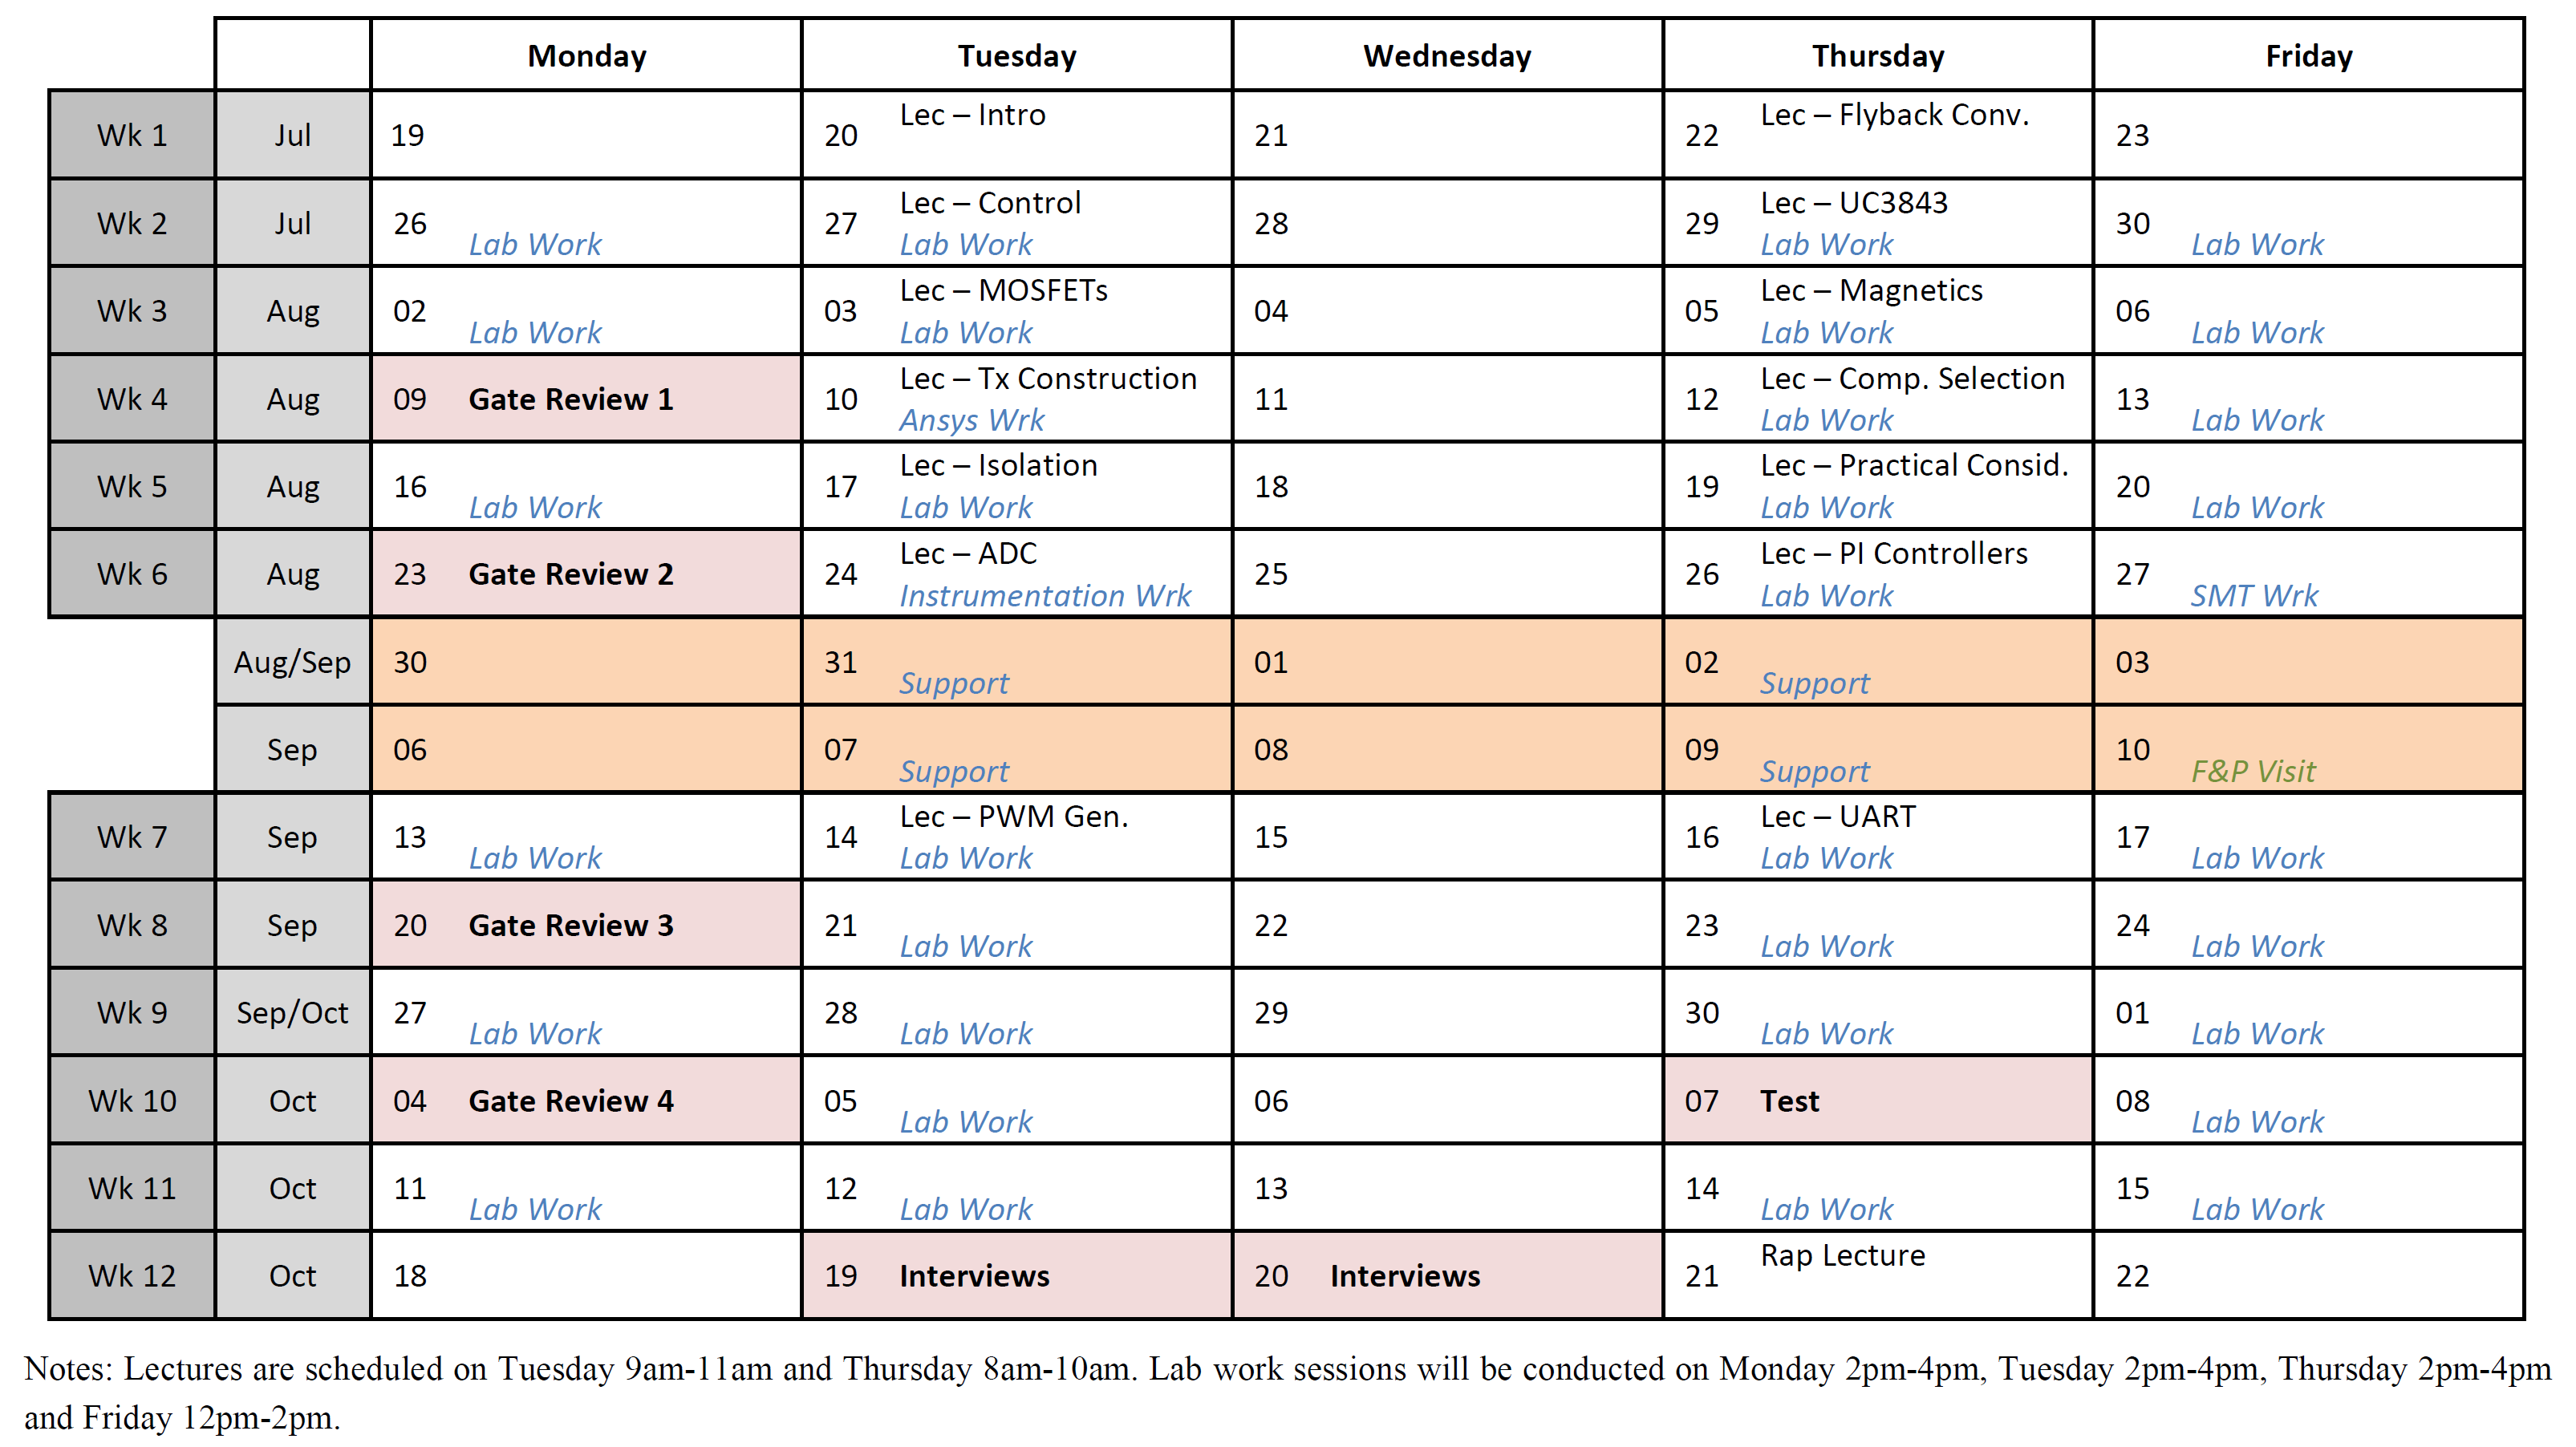 Monday Tuesday Wednesday Thursday Friday
Wk 1 Jul 19 20 Lec – Intro 21 22 Lec – Flyback Conv. 23
Wk 2 Jul 26 Lab Work 27 Lec – Control Lab Work 28 29 Lec – UC3843 Lab Work 30 Lab Work
Wk 3 Aug 02 Lab Work 03 Lec – MOSFETs Lab Work 04 05 Lec – Magnetics Lab Work 06 Lab Work
Wk 4 Aug 09 Gate Review 1 10 Lec – Tx Construction Ansys Wrk 11 12 Lec – Comp. Selection Lab Work 13 Lab Work
Wk 5 Aug 16 Lab Work 17 Lec – Isolation Lab Work 18 19 Lec – Practical Consid. Lab Work 20 Lab Work
Wk 6 Aug 23 Gate Review 2 24 Lec – ADC Instrumentation Wrk 25 26 Lec – PI Controllers Lab Work 27 SMT Wrk
Aug/Sep 30 31 Support 01 02 Support 03
Sep 06 07 Support 08 09 Support 10 F&P Visit
Wk 7 Sep 13 Lab Work 14 Lec – PWM Gen. Lab Work 15 16 Lec – UART Lab Work 17 Lab Work
Wk 8 Sep 20 Gate Review 3 21 Lab Work 22 23 Lab Work 24 Lab Work
Wk 9 Sep/Oct 27 Lab Work 28 Lab Work 29 30 Lab Work 01 Lab Work
Wk 10 Oct 04 Gate Review 4 05 Lab Work 06 07 Test 08 Lab Work
Wk 11 Oct 11 Lab Work 12 Lab Work 13 14 Lab Work 15 Lab Work
Wk 12 Oct 18 19 Interviews 20 Interviews 21 Rap Lecture 22
Notes: Lectures are scheduled on Tuesday 9am-11am and Thursday 8am-10am. Lab work sessions will be conducted on Monday 2pm-4pm, Tuesday 2pm-4pm, Thursday 2pm-4pm
and Friday 12pm-2pm.